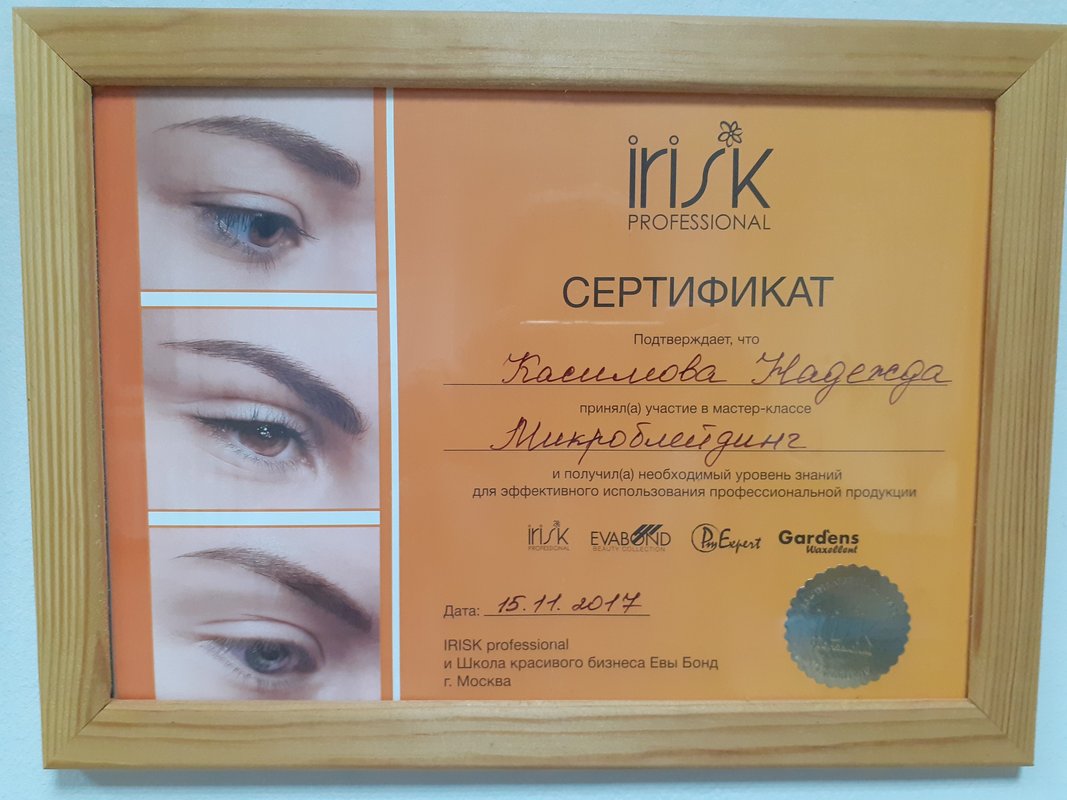 irisk
PROFESSIONAL
СЕРТИФИКАТ
Подтверждает, что
Касимова Надежда
принял(а) участие в мастер-классе
Микроблейдинг
и получил(а) необходимый уровень знаний
для эффективного использования профессиональной продукции
irisk PROFESSIONAL
EVABOND BEAUTY COLLECTION
PmExpert
Gardens Waxellent
Дата: 15.11.2017
IRISK professional
и Школа красивого бизнеса Евы Бонд
г. Москва